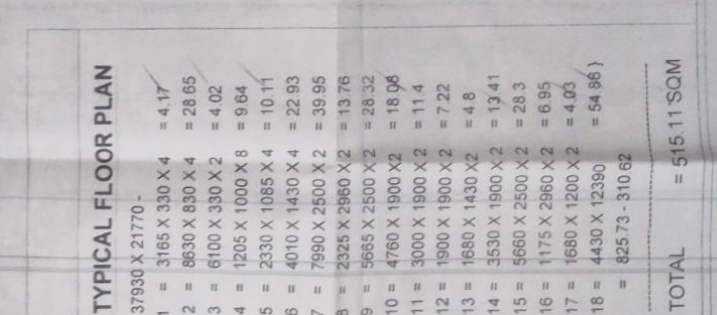 TYPICAL FLOOR PLAN
37930 X 21770 -
1 = 3165 X 330 X 4 = 4.17
2 = 8630 X 830 X 4 = 28.65
3 = 6100 X 330 X 2 = 4.02
4 = 1205 X 1000 X 8 = 9.64
5 = 2330 X 1085 X 4 = 10.11
6 = 4010 X 1430 X 4 = 22.93
7 = 7990 X 2500 X 2 = 39.95
8 = 2325 X 2960 X 2 = 13.76
9 = 5665 X 2500 X 2 = 28.32
10 = 4760 X 1900 X2 = 18.08
11 = 3000 X 1900 X 2 = 11.4
12 = 1900 X 1900 X 2 = 7.22
13 = 1680 X 1430 X2 = 4.8
14 = 3530 X 1900 X 2 = 13.41
15 = 5660 X 2500 X 2 = 28.3
16 = 1175 X 2960 X 2 = 6.95
17 = 1680 X 1200 X 2 = 4.03
18 = 4430 X 12390 = 54.88 }
= 825.73 - 310.62
TOTAL = 515.11 SQM